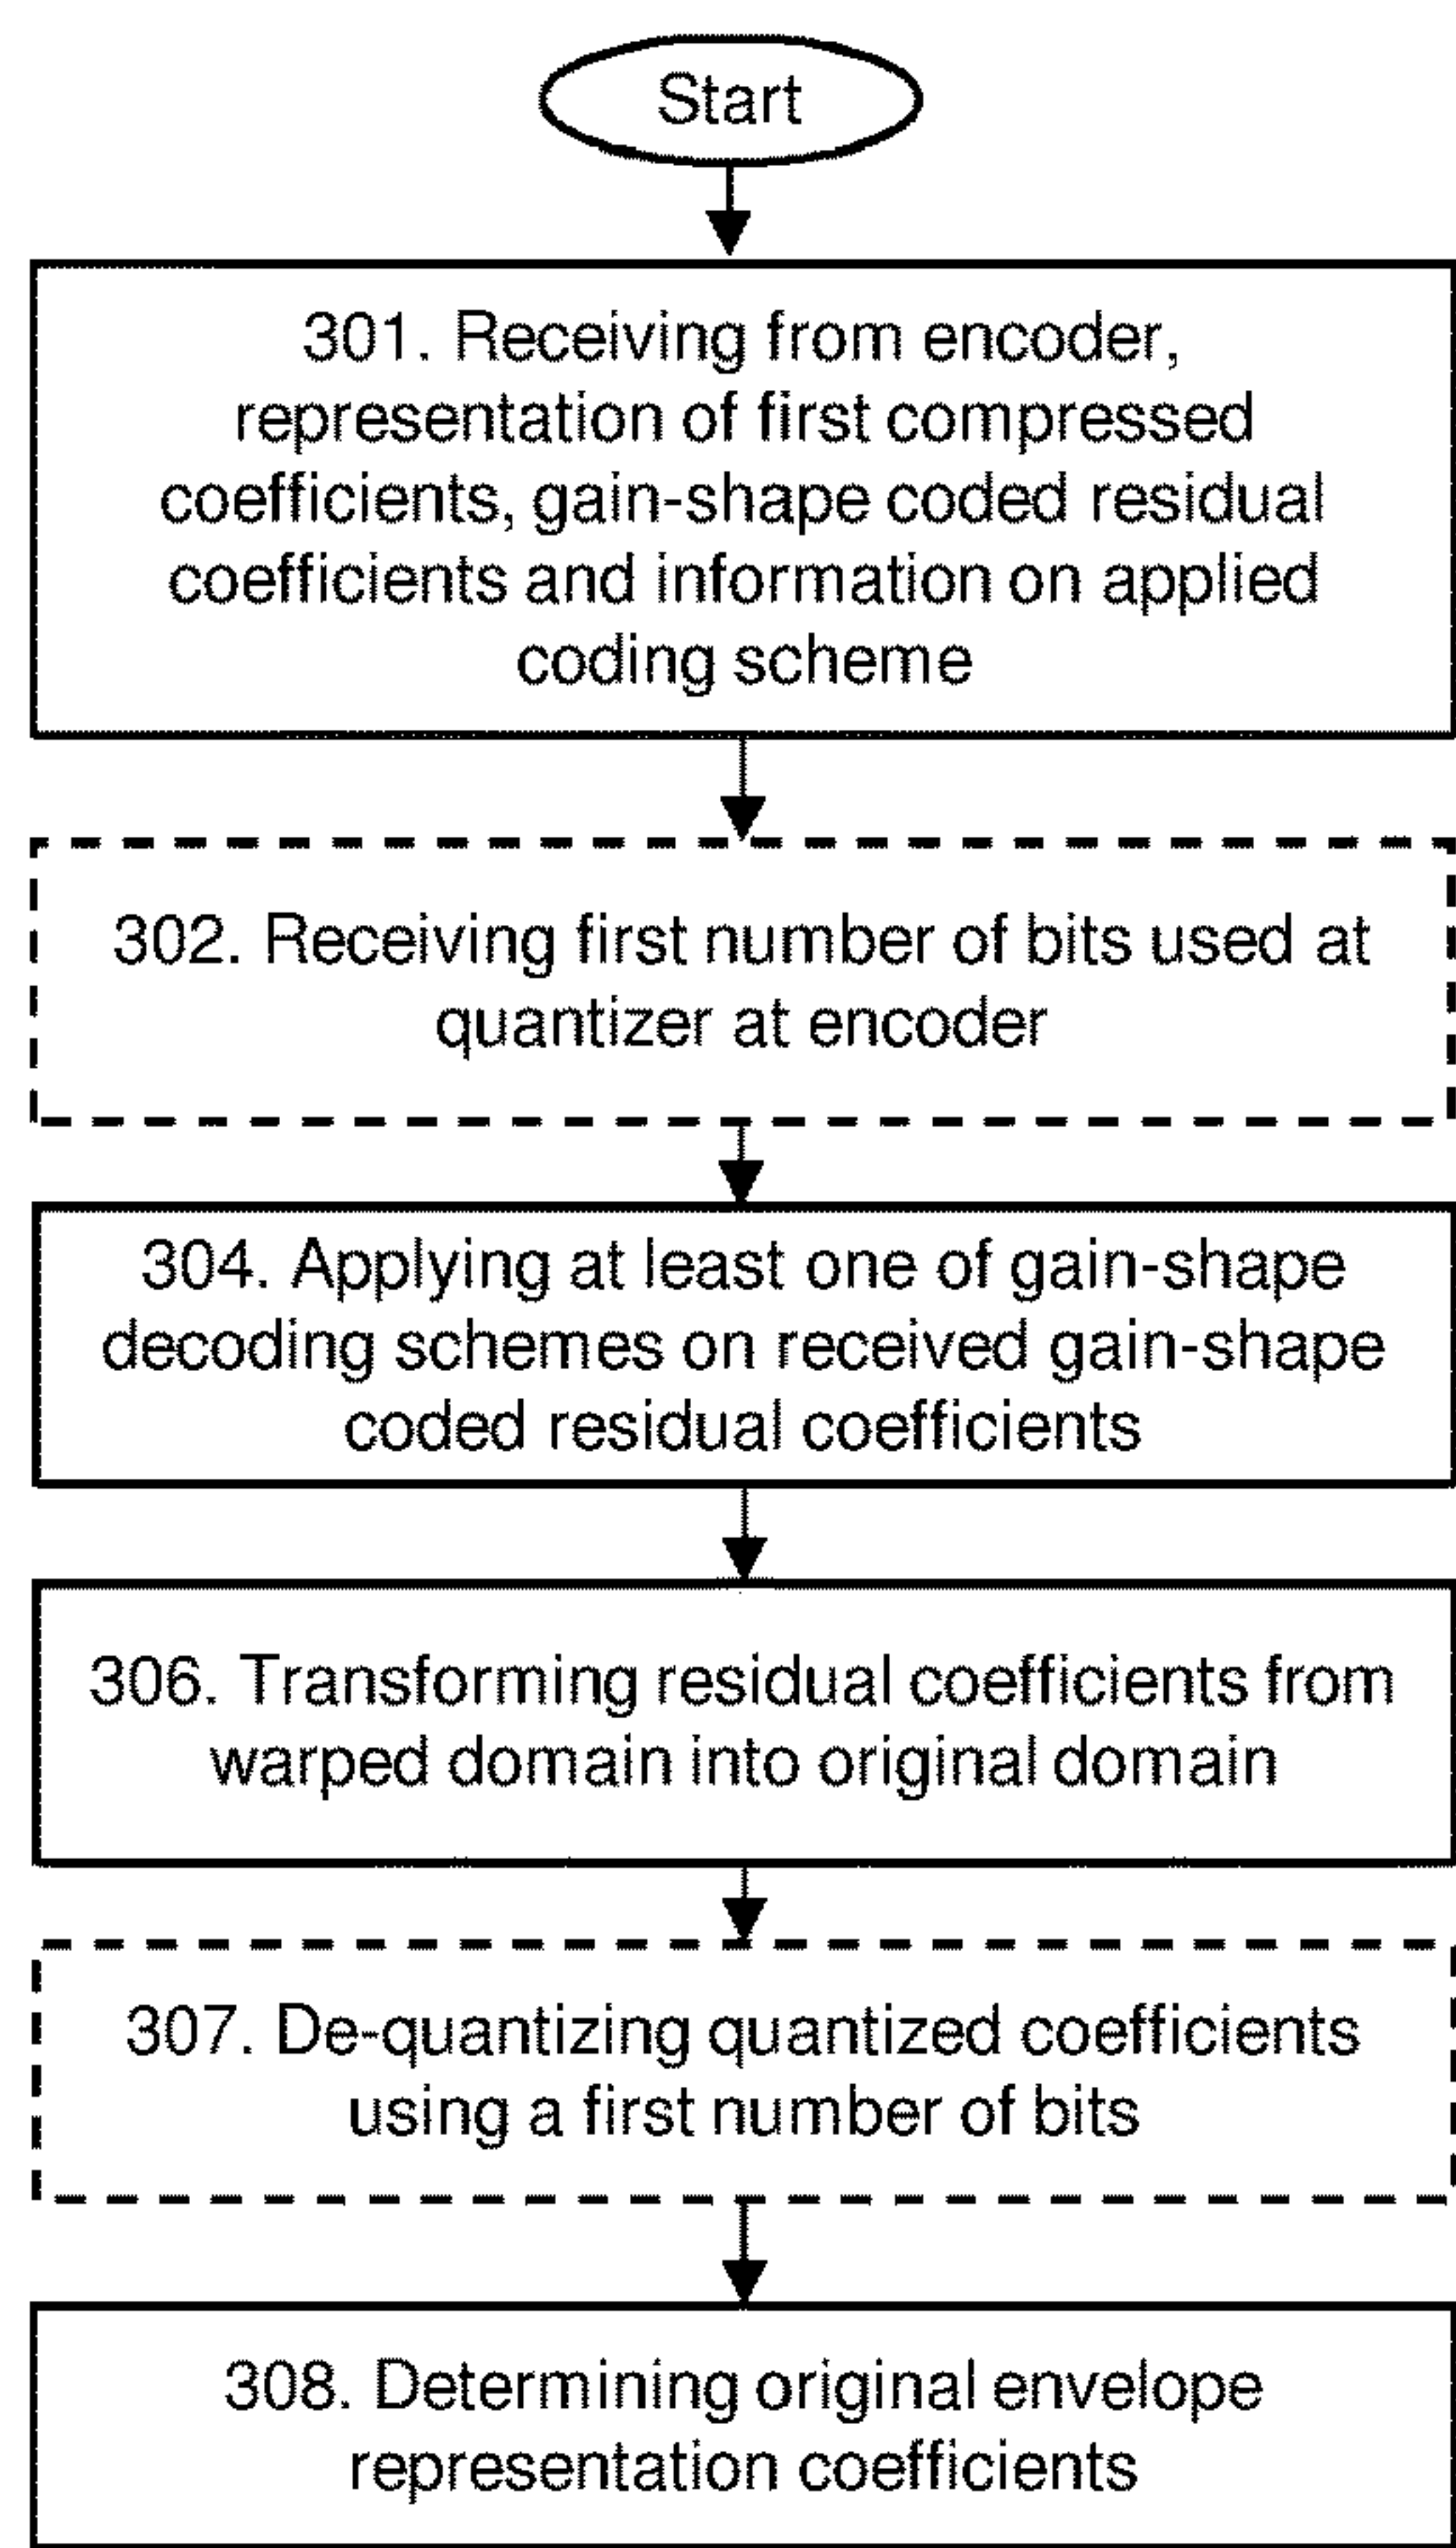 Start
301. Receiving from encoder,
representation of first compressed
coefficients, gain-shape coded residual
coefficients and information on applied
coding scheme
302. Receiving first number of bits used at
quantizer at encoder
304. Applying at least one of gain-shape
decoding schemes on received gain-shape
coded residual coefficients
306. Transforming residual coefficients from
warped domain into original domain
307. De-quantizing quantized coefficients
using a first number of bits
308. Determining original envelope
representation coefficients